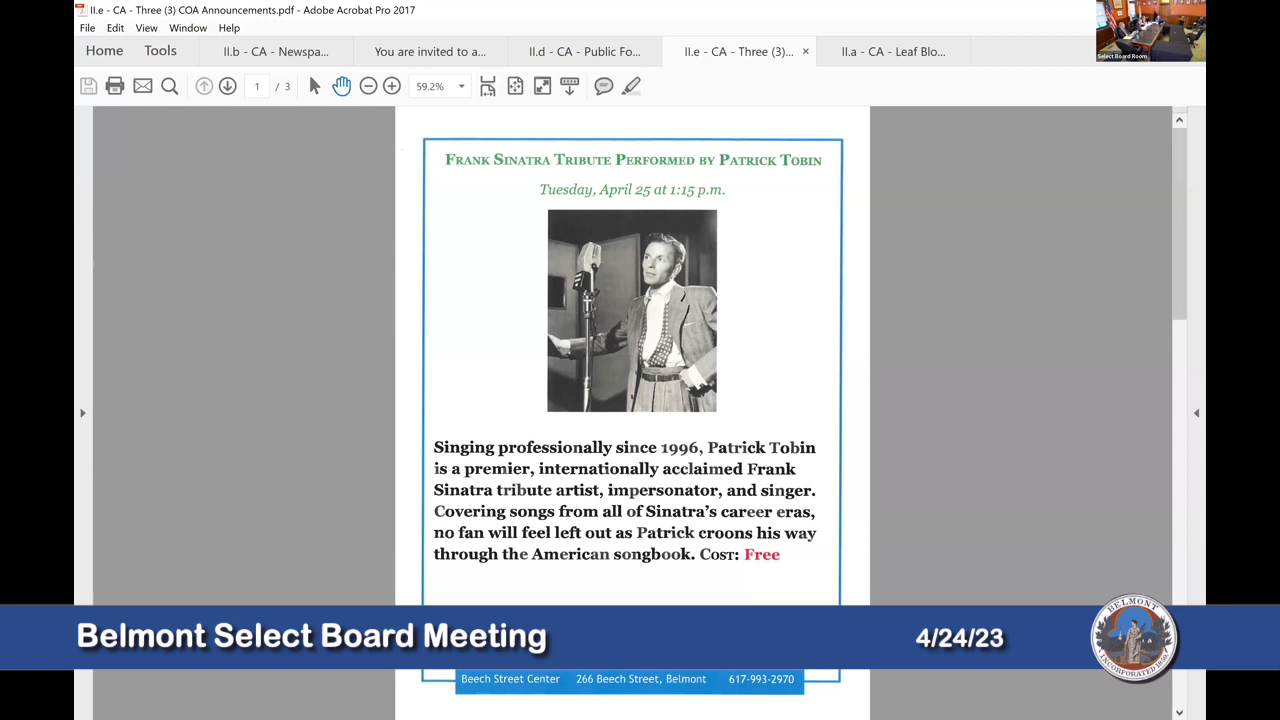 II.e - CA - Three (3) COA Announcements.pdf - Adobe Acrobat Pro 2017
File Edit View Window Help
Home Tools II.b - CA - Newspa... You are invited to a... II.d - CA - Public Fo... II.e - CA - Three (3)... × II.a - CA - Leaf Blo...
1 / 3 59.2%
Select Board Room
FRANK SINATRA TRIBUTE PERFORMED BY PATRICK TOBIN
Tuesday, April 25 at 1:15 p.m.
Singing professionally since 1996, Patrick Tobin
is a premier, internationally acclaimed Frank
Sinatra tribute artist, impersonator, and singer.
Covering songs from all of Sinatra's career eras,
no fan will feel left out as Patrick croons his way
through the American songbook. COST: Free
Belmont Select Board Meeting 4/24/23
BELMONT
Beech Street Center 266 Beech Street, Belmont 617-993-2970